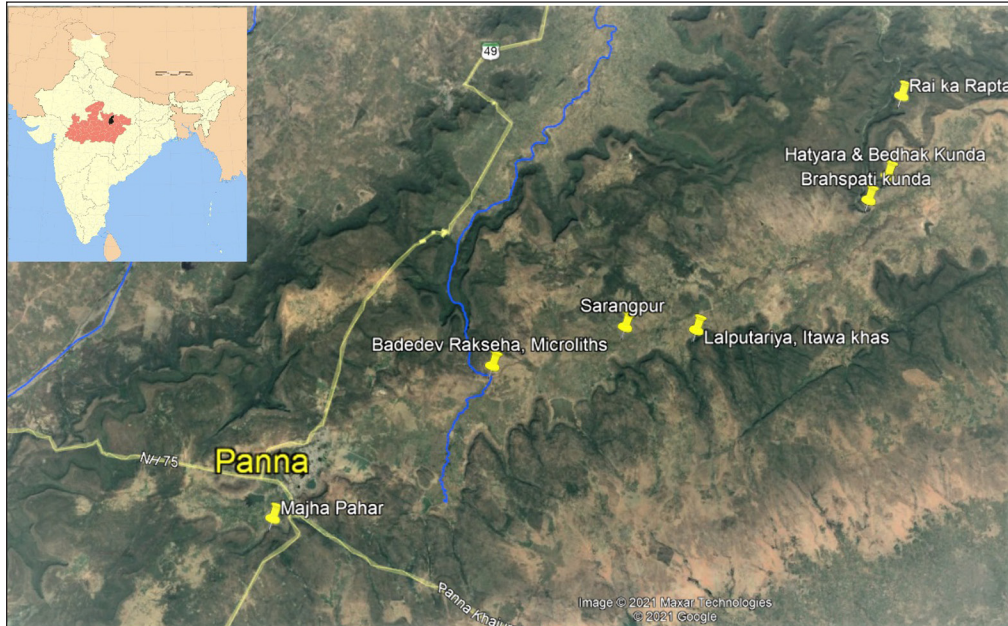 49
Rai ka Rapta
Hatyara & Bedhak Kunda
Brahspati kunda
Sarangpur
Lalputariya, Itawa khas
Badedev Rakseha, Microliths
NH 75
Panna
Majha Pahar
Panna
Image © 2021 Maxar Technologies
© 2021 Google